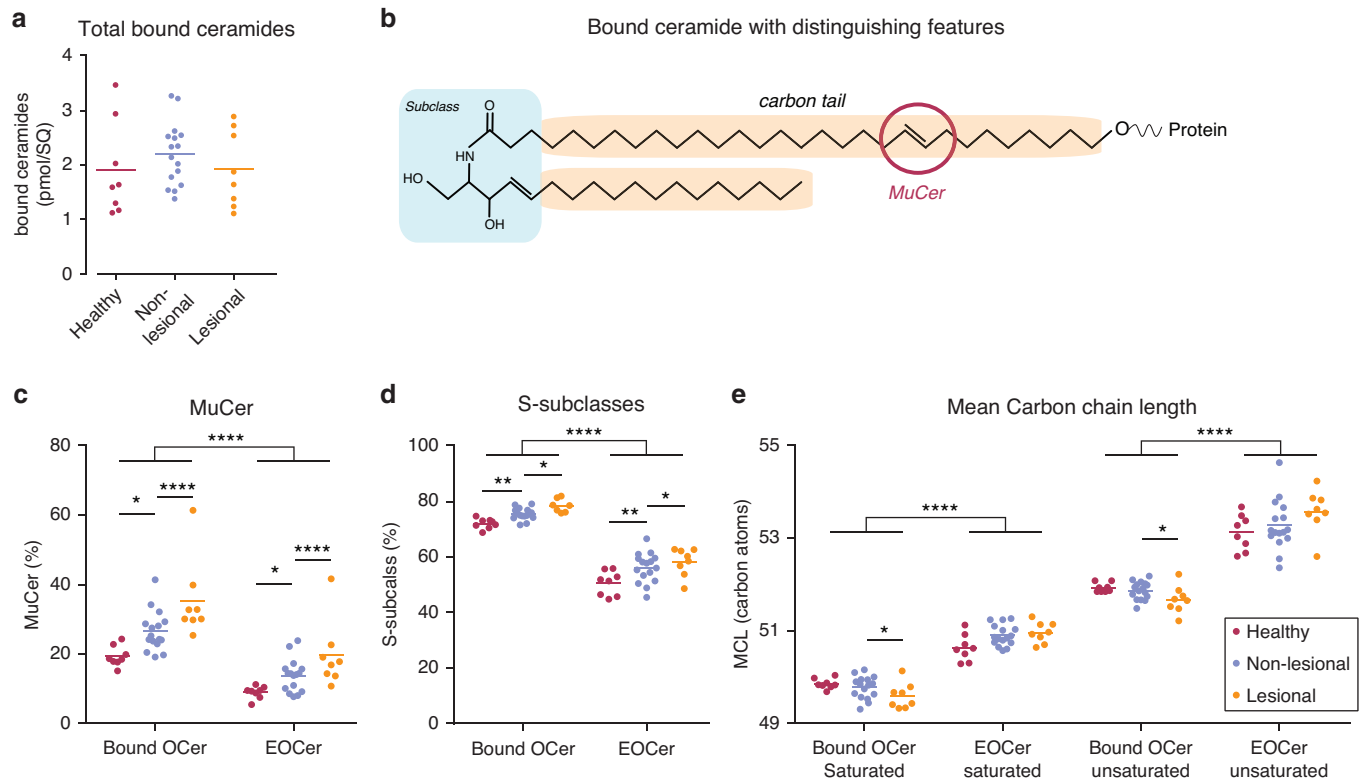 a
Total bound ceramides
bound ceramides
(pmol/SQ)
4
3
2
1
0
Healthy
Non-
lesional
Lesional
b
Bound ceramide with distinguishing features
Subclass
carbon tail
O
HN
HO
OH
O
Protein
MuCer
c
MuCer
MuCer (%)
80
60
40
20
0
****
* ****
* ****
Bound OCer EOCer
d
S-subclasses
S-subcalss (%)
100
80
60
40
20
0
****
** *
** *
Bound OCer EOCer
e
Mean Carbon chain length
MCL (carbon atoms)
55
53
51
49
****
*
****
*
Bound OCer
Saturated
EOCer
saturated
Bound OCer
unsaturated
EOCer
unsaturated
Healthy
Non-lesional
Lesional